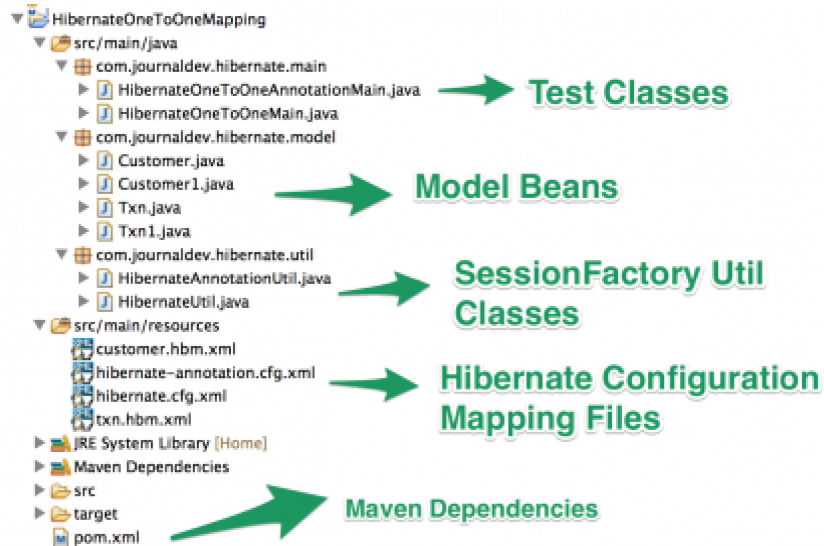 HibernateOneToOneMapping
src/main/java
com.journaldev.hibernate.main
HibernateOneToOneAnnotationMain.java
Test Classes
HibernateOneToOneMain.java
com.journaldev.hibernate.model
Customer.java
Customer1.java
Model Beans
Txn.java
Txn1.java
com.journaldev.hibernate.util
HibernateAnnotationUtil.java
SessionFactory Util
Classes
HibernateUtil.java
src/main/resources
customer.hbm.xml
hibernate-annotation.cfg.xml
Hibernate Configuration
Mapping Files
hibernate.cfg.xml
txn.hbm.xml
JRE System Library [Home]
Maven Dependencies
src
target
Maven Dependencies
pom.xml